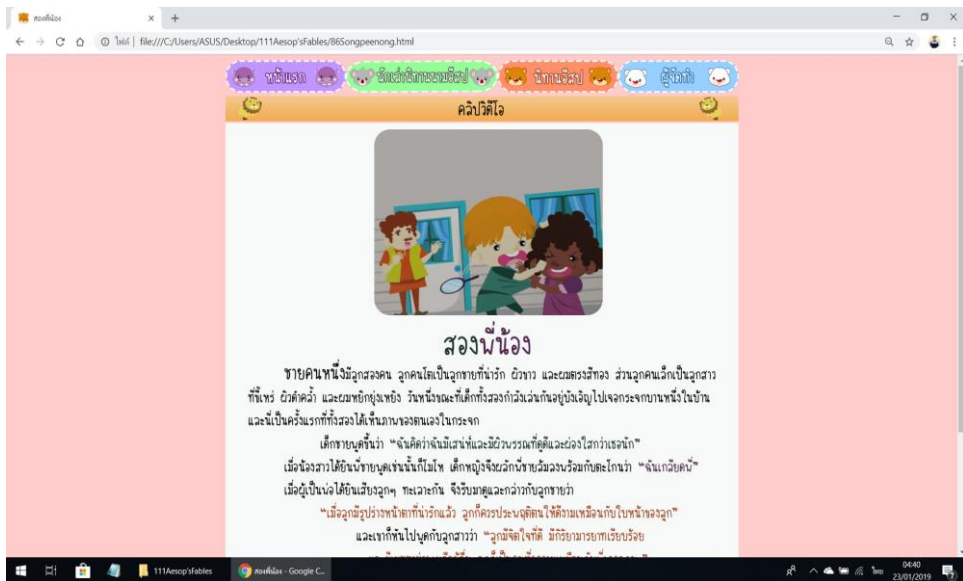 สองพี่น้อง
ไฟล์ | file:///C:/Users/ASUS/Desktop/111Aesop'sFables/86Songpeenong.html
หน้าแรก นักเล่านิทานนามอีสป นิทานอีสป ผู้จัดทำ
คลิปวิดีโอ
สองพี่น้อง
ชายคนหนึ่งมีลูกสองคน ลูกคนโตเป็นลูกชายที่น่ารัก ผิวขาว และผมตรงสีทอง ส่วนลูกคนเล็กเป็นลูกสาว
ที่ขี้เหร่ ผิวดำคล้ำ และผมหยิกยุ่งเหยิง วันหนึ่งขณะที่เด็กทั้งสองกำลังเล่นกันอยู่บังเอิญไปเจอกระจกบานหนึ่งในบ้าน
และนี่เป็นครั้งแรกที่ทั้งสองได้เห็นภาพของตนเองในกระจก
เด็กชายพูดขึ้นว่า “ฉันคิดว่าฉันมีเสน่ห์และมีผิวพรรณที่ดูดีและผ่องใสกว่าเธอนัก”
เมื่อน้องสาวได้ยินพี่ชายพูดเช่นนั้นก็โมโห เด็กหญิงจึงผลักพี่ชายล้มลงพร้อมกับตะโกนว่า “ฉันเกลียดพี่”
เมื่อผู้เป็นพ่อได้ยินเสียงลูกๆ ทะเลาะกัน จึงรีบมาดูและกล่าวกับลูกชายว่า
“เมื่อลูกมีรูปร่างหน้าตาที่น่ารักแล้ว ลูกก็ควรประพฤติตนให้ดีงามเหมือนกับใบหน้าของลูก”
และเขาก็หันไปพูดกับลูกสาวว่า “ลูกมีจิตใจที่ดี มีกิริยามารยาทเรียบร้อย
111Aesop'sFables สองพี่น้อง - Google C... ไทย 04:40
23/01/2019